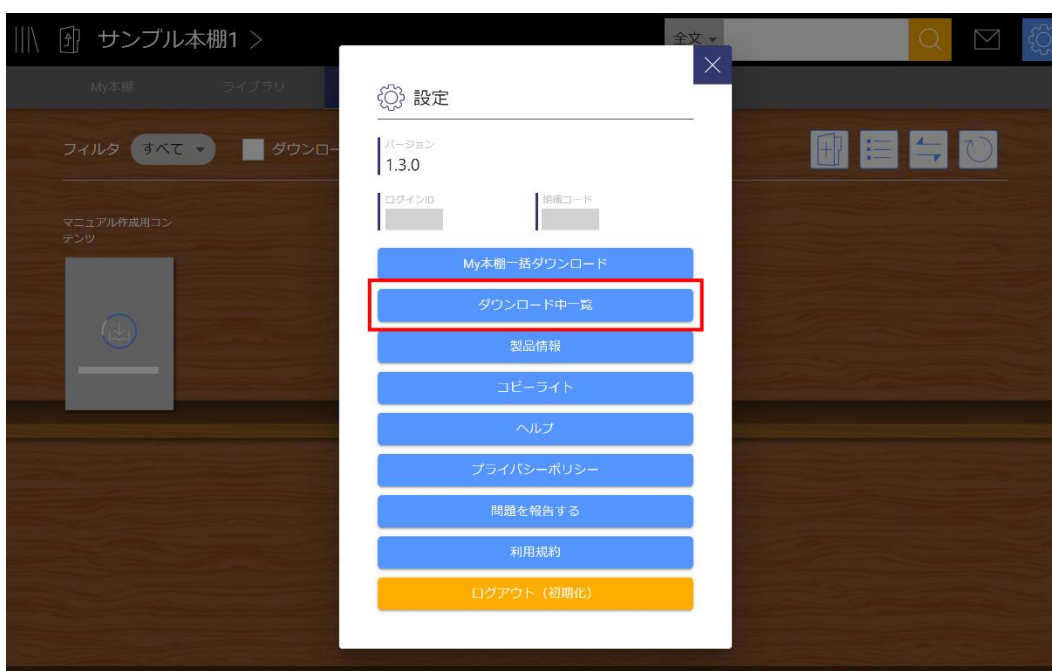 サンプル本棚1 >
全文
My本棚
ライブラリ
フィルタ すべて
ダウンロー
マニュアル作成用コン
テンツ
設定
バージョン
1.3.0
ログインID
組織コード
My本棚一括ダウンロード
ダウンロード中一覧
製品情報
コピーライト
ヘルプ
プライバシーポリシー
問題を報告する
利用規約
ログアウト（初期化）